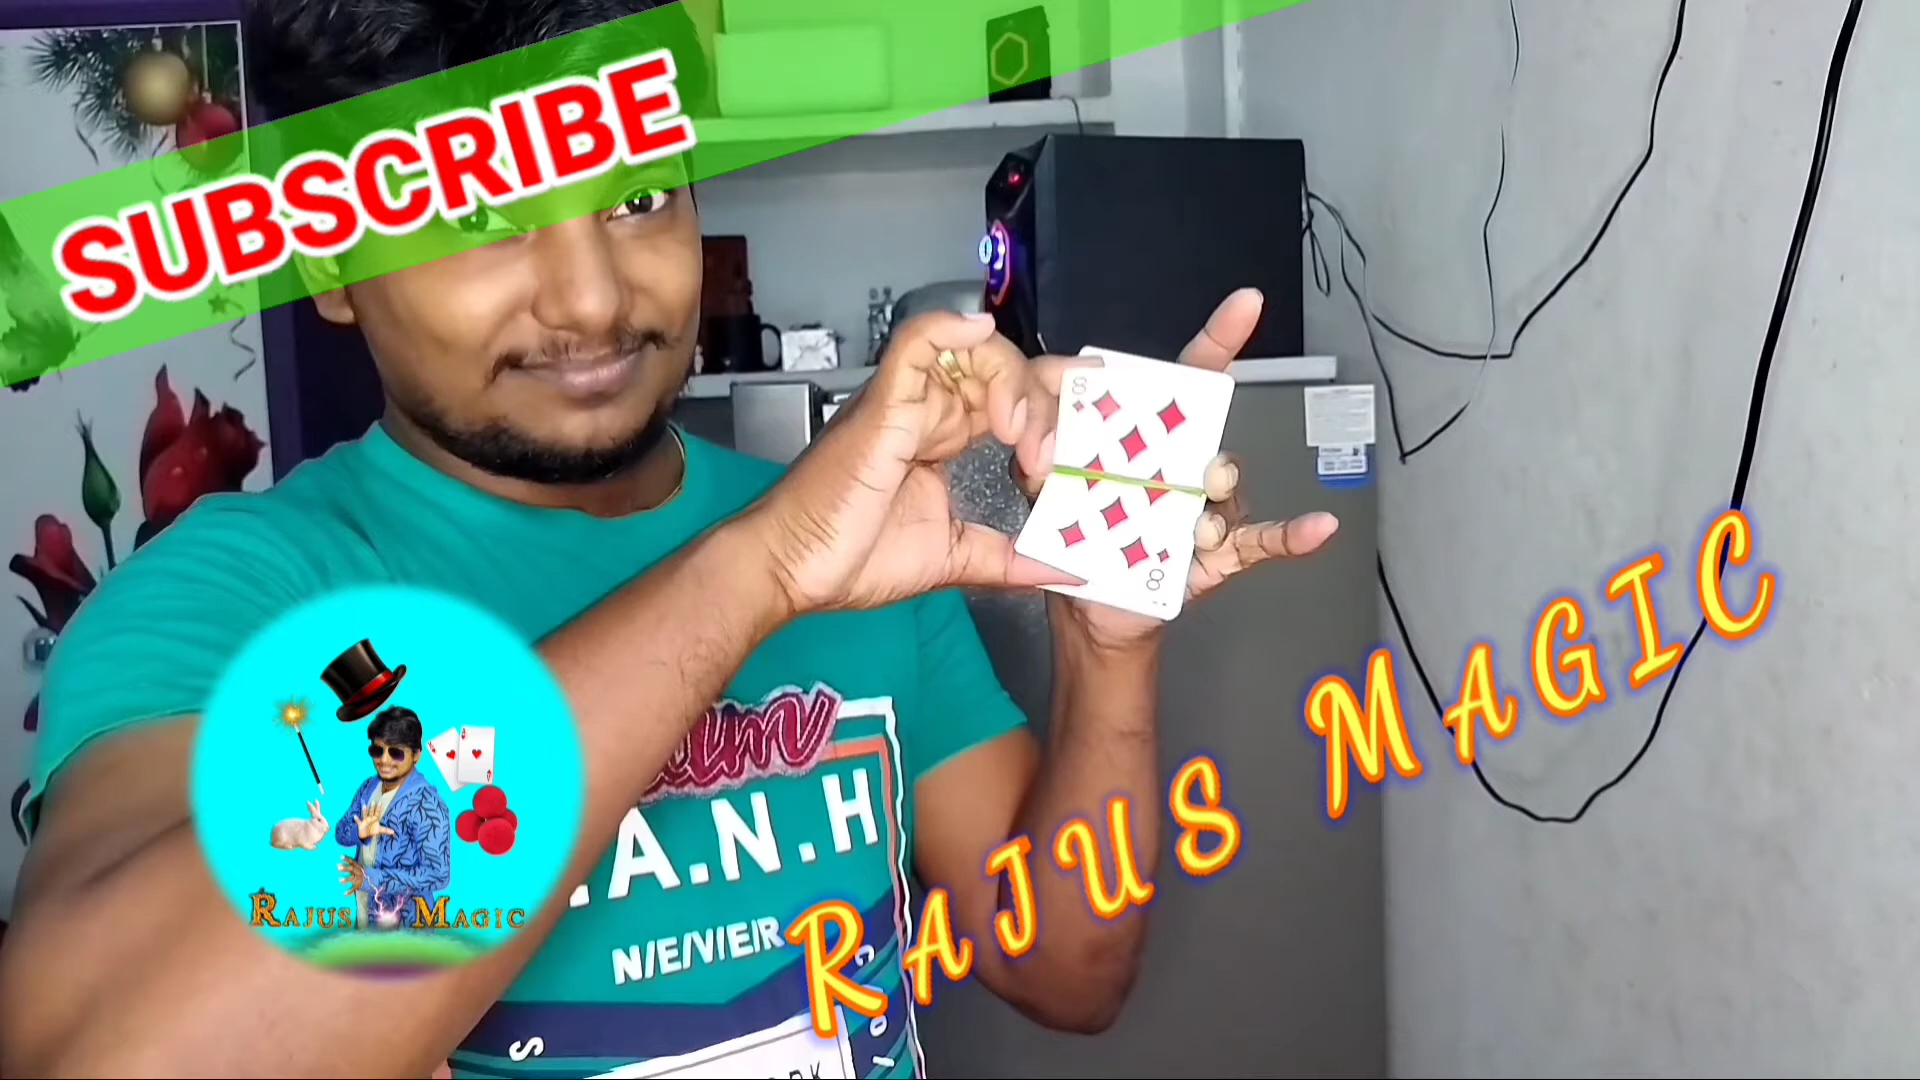 SUBSCRIBE
8
8
RAJUS MAGIC
.A.N.H
N/E/V/E/R
S
RAJUS MAGIC